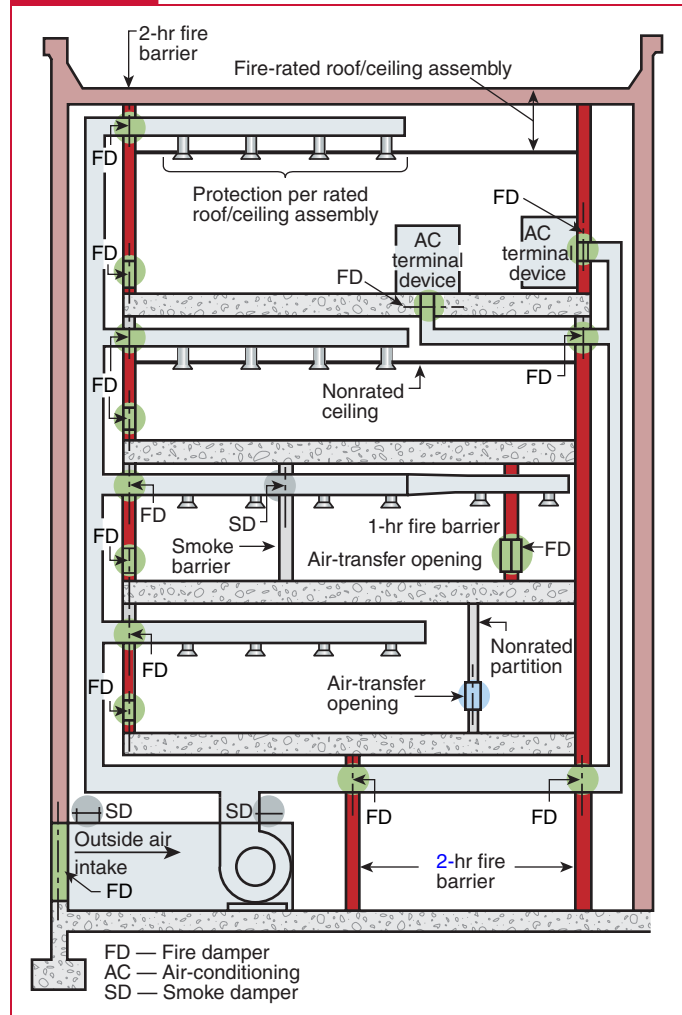 2-hr fire
barrier
Fire-rated roof/ceiling assembly
FD
Protection per rated
roof/ceiling assembly
FD
FD
AC
terminal
device
AC
terminal
device
FD
FD
FD
Nonrated
ceiling
FD
SD
1-hr fire barrier
FD
Smoke
barrier
Air-transfer opening
FD
FD
Nonrated
partition
FD
Air-transfer
opening
SD
SD
FD
FD
Outside air
intake
FD
2-hr fire
barrier
FD — Fire damper
AC — Air-conditioning
SD — Smoke damper